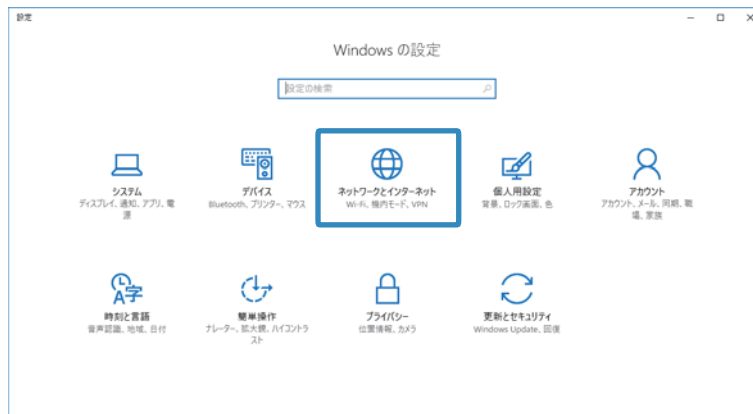 設定
Windows の設定
設定の検索
システム
ディスプレイ、通知、アプリ、電
源
デバイス
Bluetooth、プリンター、マウス
ネットワークとインターネット
Wi-Fi、機内モード、VPN
個人用設定
背景、ロック画面、色
アカウント
アカウント、メール、同期、職
場、家族
時刻と言語
音声認識、地域、日付
簡単操作
ナレーター、拡大鏡、ハイコントラ
スト
プライバシー
位置情報、カメラ
更新とセキュリティ
Windows Update、回復